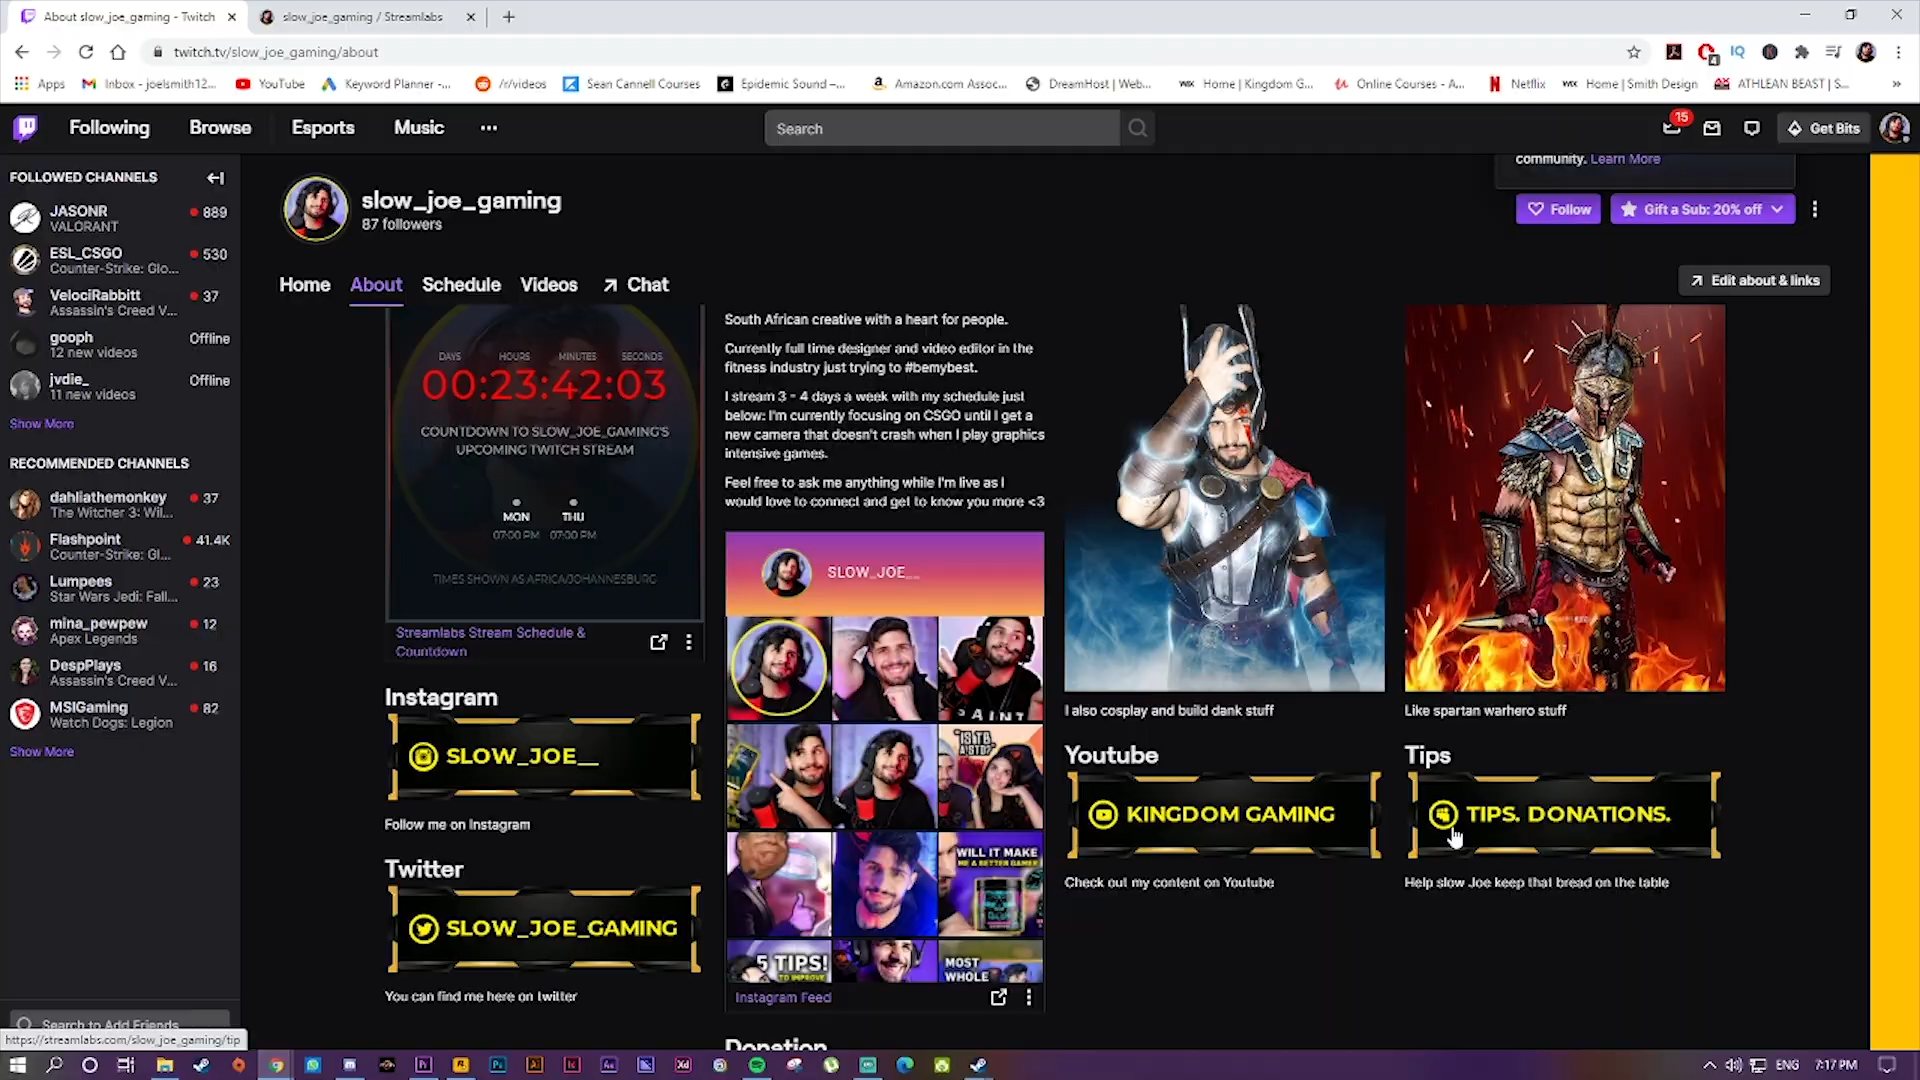 About slow_joe_gaming - Twitch
slow_joe_gaming / Streamlabs
twitch.tv/slow_joe_gaming/about
Apps
Inbox - joelsmith12...
YouTube
Keyword Planner -...
/r/videos
Sean Cannell Courses
Epidemic Sound –...
Amazon.com Assoc...
DreamHost | Web...
Home | Kingdom G...
Online Courses - A...
Netflix
Home | Smith Design
ATHLEAN BEAST | S...
Following
Browse
Esports
Music
Search
15
Get Bits
FOLLOWED CHANNELS
JASONR
889
VALORANT
ESL_CSGO
530
Counter-Strike: Glo...
VelociRabbitt
37
Assassin's Creed V...
gooph
Offline
12 new videos
jvdie_
Offline
11 new videos
Show More
RECOMMENDED CHANNELS
dahliathemonkey
37
The Witcher 3: Wil...
Flashpoint
41.4K
Counter-Strike: Gl...
Lumpees
23
Star Wars Jedi: Fall...
mina_pewpew
12
Apex Legends
DespPlays
16
Assassin's Creed V...
MSIGaming
82
Watch Dogs: Legion
Show More
Search to Add Friends
https://streamlabs.com/slow_joe_gaming/tip
community. Learn More
slow_joe_gaming
87 followers
Follow
Gift a Sub: 20% off
Home
About
Schedule
Videos
Chat
Edit about & links
DAYS
HOURS
MINUTES
SECONDS
00:23:42:03
COUNTDOWN TO SLOW_JOE_GAMING'S
UPCOMING TWITCH STREAM
MON
THU
07:00 PM
07:00 PM
TIMES SHOWN AS AFRICA/JOHANNESBURG
Streamlabs Stream Schedule &
Countdown
Instagram
SLOW_JOE__
Follow me on Instagram
Twitter
SLOW_JOE_GAMING
You can find me here on twitter
South African creative with a heart for people.
Currently full time designer and video editor in the
fitness industry just trying to #bemybest.
I stream 3 - 4 days a week with my schedule just
below: I'm currently focusing on CSGO until I get a
new camera that doesn't crash when I play graphics
intensive games.
Feel free to ask me anything while I'm live as I
would love to connect and get to know you more <3
SLOW_JOE__
"IS TB
A STD?"
WILL IT MAKE
ME A BETTER GAMER
5 TIPS!
TO IMPROVE
MOST
WHOLE
Instagram Feed
Donation
I also cosplay and build dank stuff
Youtube
KINGDOM GAMING
Check out my content on Youtube
Like spartan warhero stuff
Tips
TIPS. DONATIONS.
Help slow Joe keep that bread on the table
ENG
7:17 PM